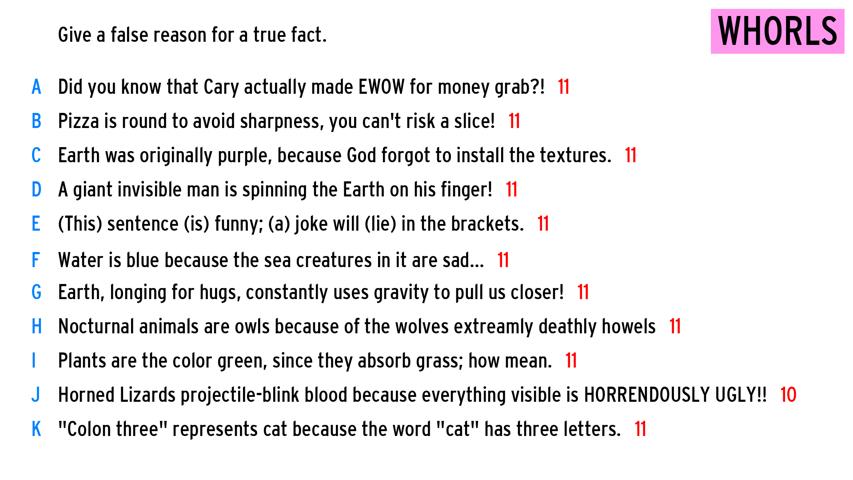 Give a false reason for a true fact.
WHORLS
A Did you know that Cary actually made EWOW for money grab?! 11
B Pizza is round to avoid sharpness, you can't risk a slice! 11
C Earth was originally purple, because God forgot to install the textures. 11
D A giant invisible man is spinning the Earth on his finger! 11
E (This) sentence (is) funny; (a) joke will (lie) in the brackets. 11
F Water is blue because the sea creatures in it are sad... 11
G Earth, longing for hugs, constantly uses gravity to pull us closer! 11
H Nocturnal animals are owls because of the wolves extreamly deathly howels 11
I Plants are the color green, since they absorb grass; how mean. 11
J Horned Lizards projectile-blink blood because everything visible is HORRENDOUSLY UGLY!! 10
K "Colon three" represents cat because the word "cat" has three letters. 11